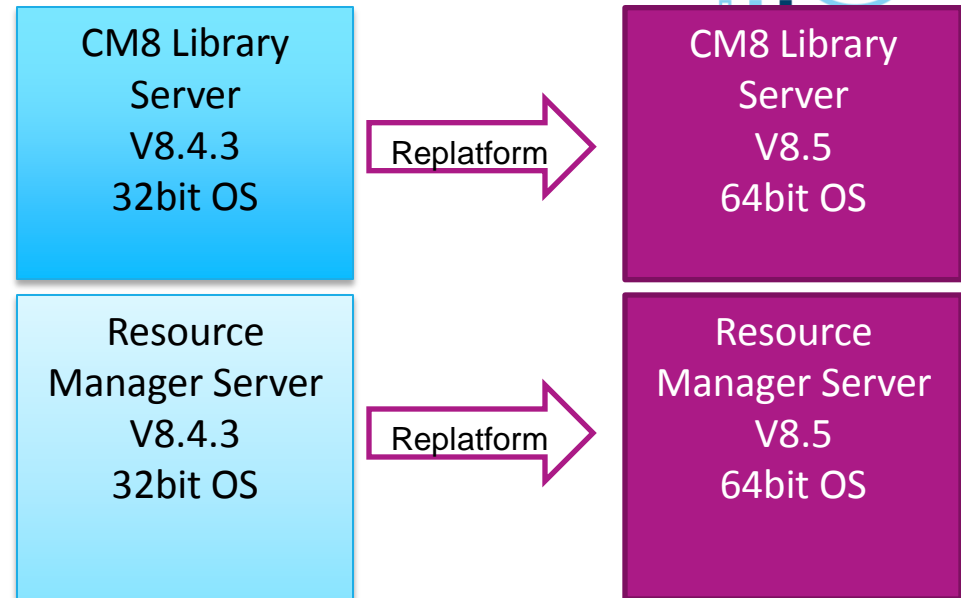 CM8 Library
Server
V8.4.3
32bit OS
Replatform
CM8 Library
Server
V8.5
64bit OS
Resource
Manager Server
V8.4.3
32bit OS
Replatform
Resource
Manager Server
V8.5
64bit OS